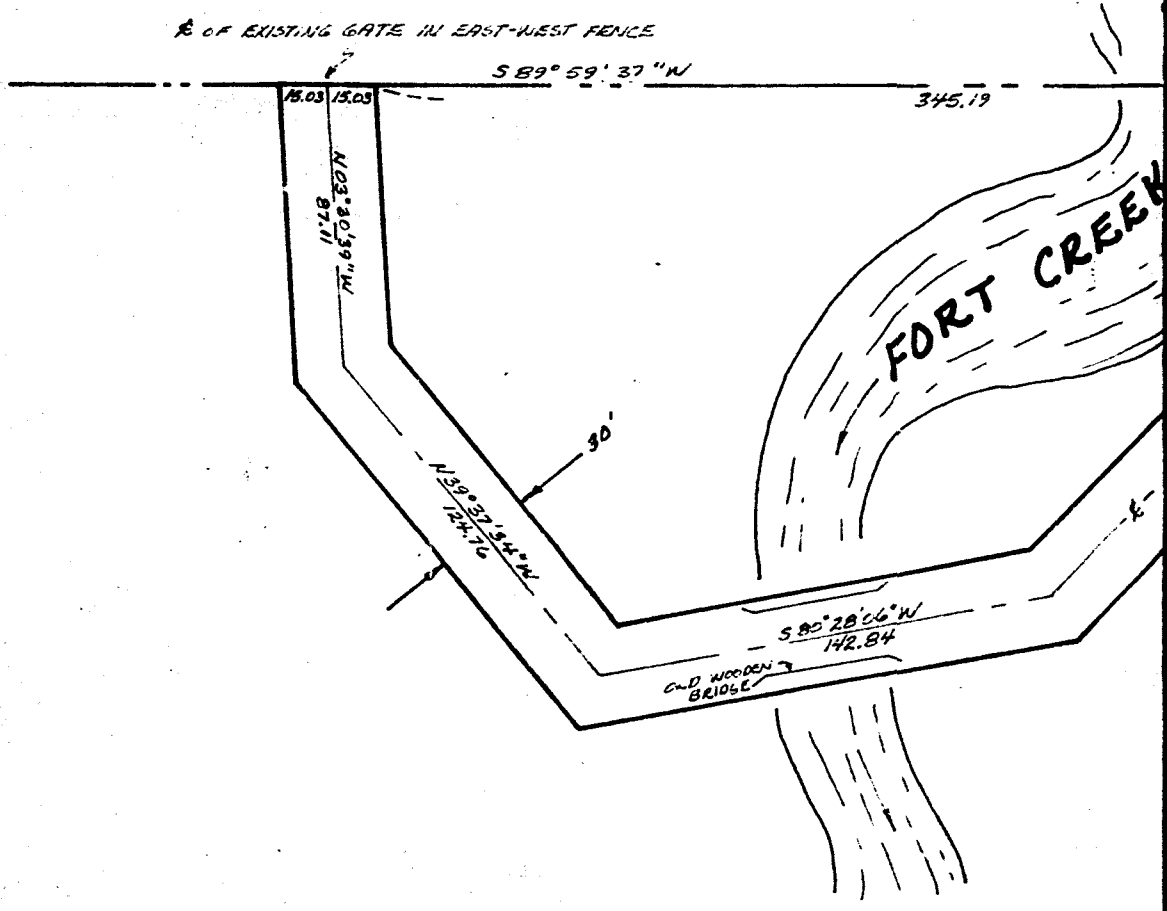 ℄ OF EXISTING GATE IN EAST-WEST FENCE
S 89° 59' 37" W
15.03 15.03
345.19
N 03° 30' 39" W
87.11
FORT CREEK
30'
N 39° 37' 34" W
124.76
℄
S 80° 28' 06" W
142.84
OLD WOODEN
BRIDGE